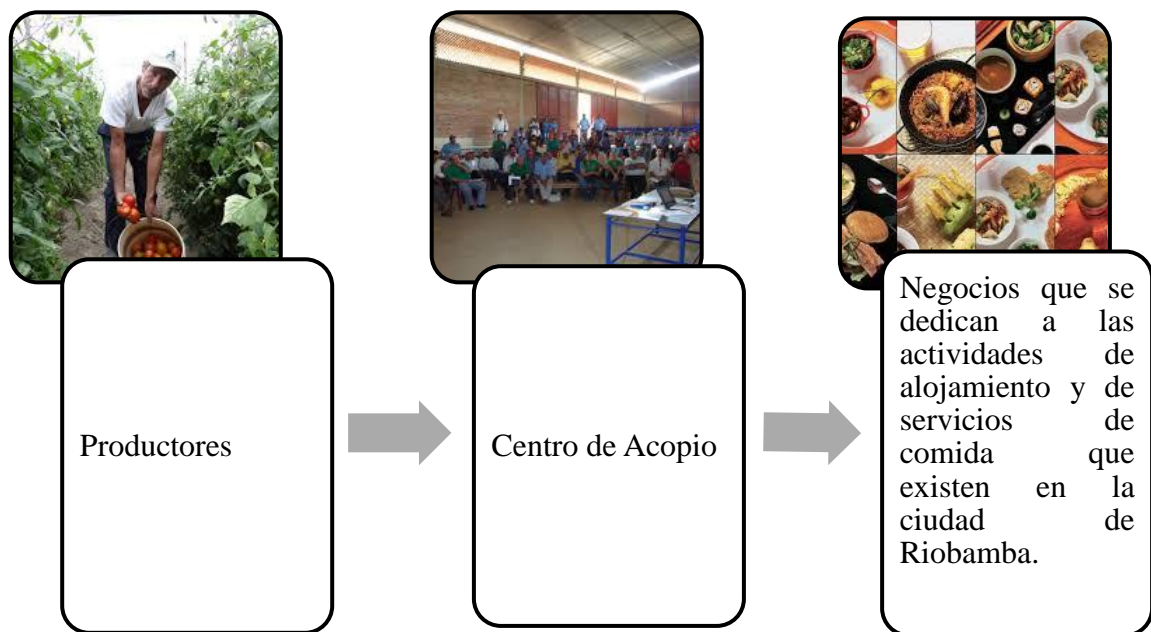 Productores
Centro de Acopio
Negocios que se
dedican a las
actividades de
alojamiento y de
servicios de
comida que
existen en la
ciudad de
Riobamba.